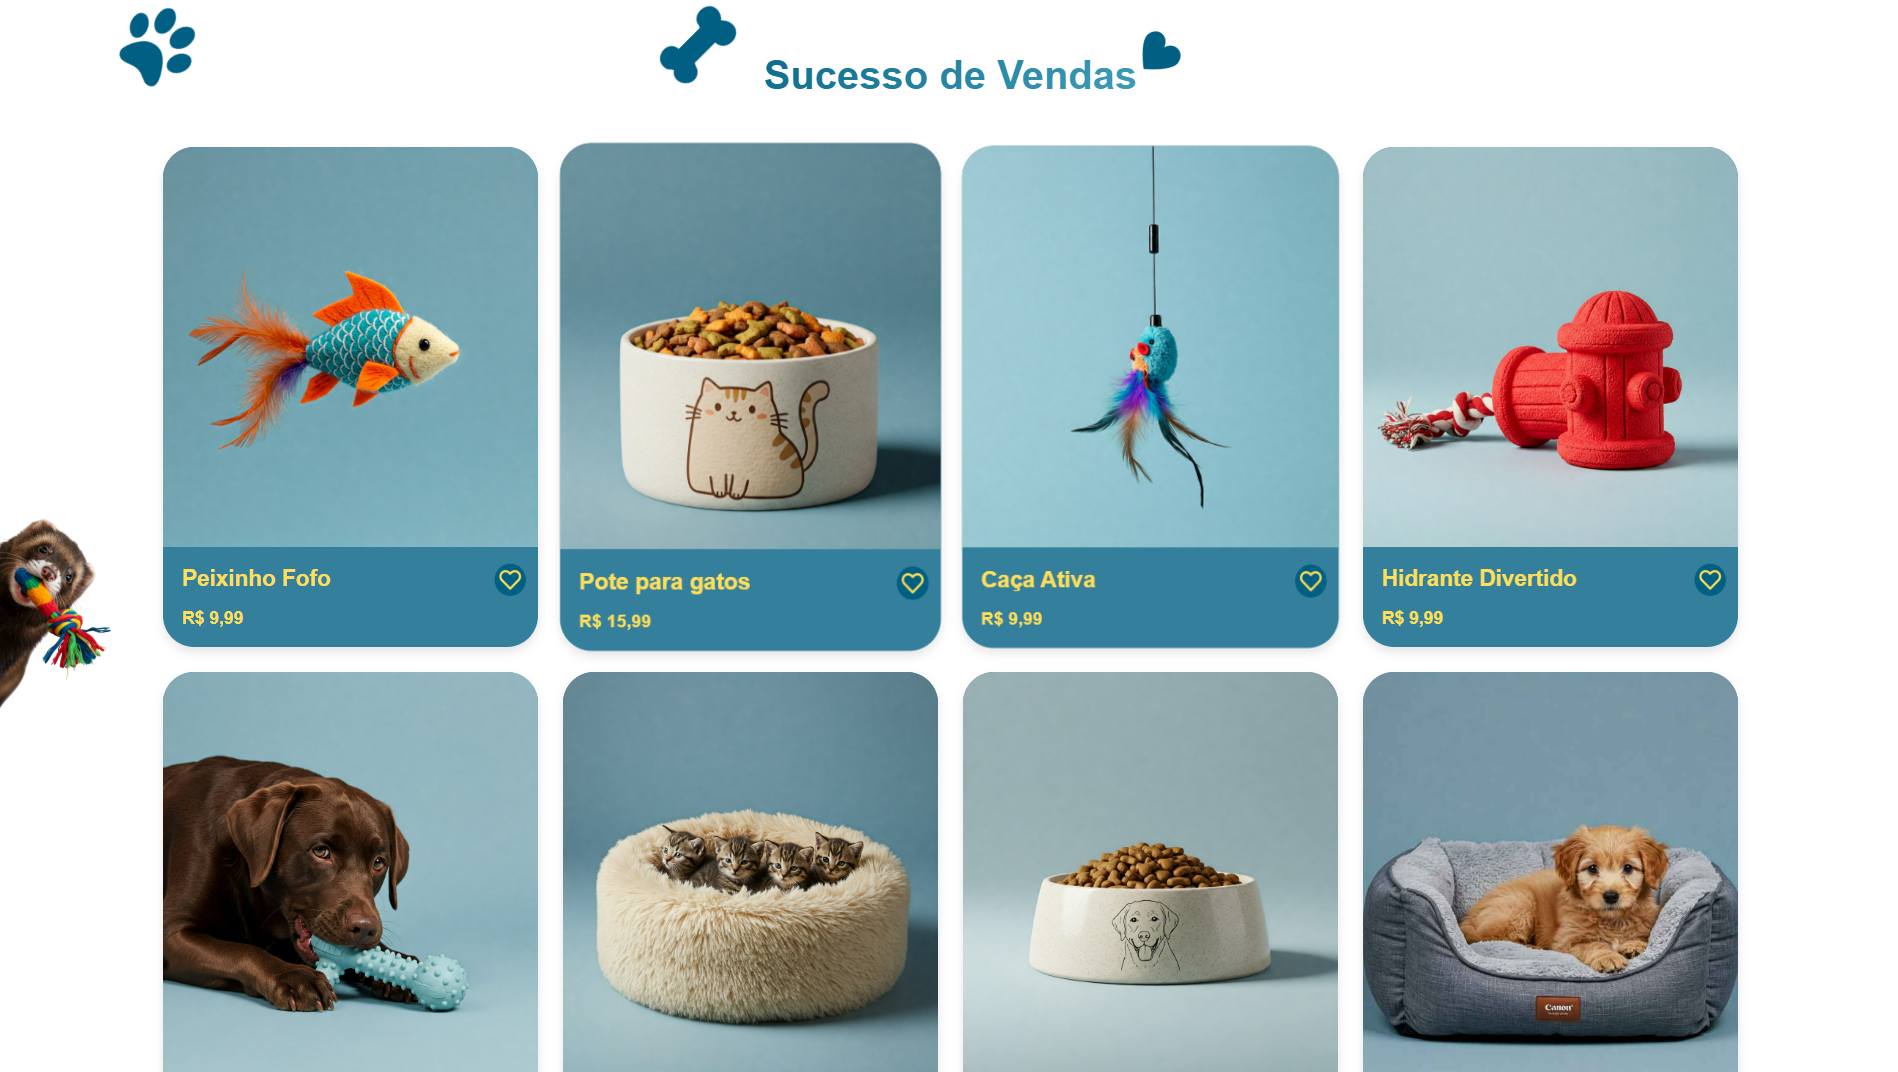 Sucesso de Vendas
Peixinho Fofo
R$ 9,99
Pote para gatos
R$ 15,99
Caça Ativa
R$ 9,99
Hidrante Divertido
R$ 9,99
Canon